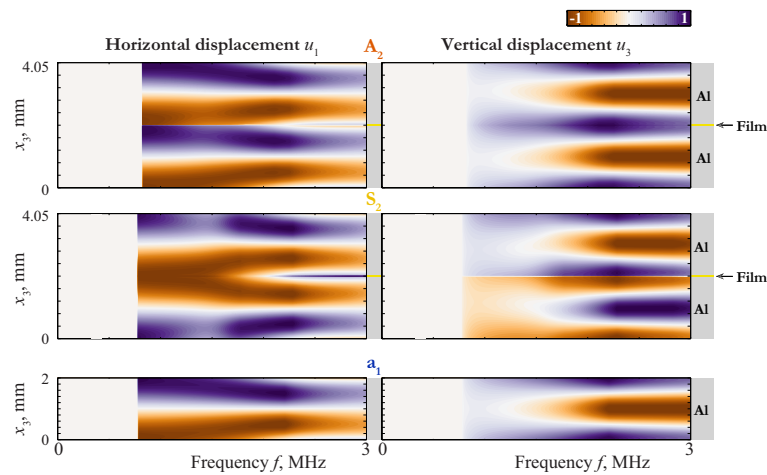 -1 1
Horizontal displacement u₁ A₂ Vertical displacement u₃
4.05
x₃, mm
0
Al
Film
Al
S₂
4.05
x₃, mm
0
Al
Film
Al
a₁
2
x₃, mm
0
Al
0 3 0 3
Frequency f, MHz Frequency f, MHz